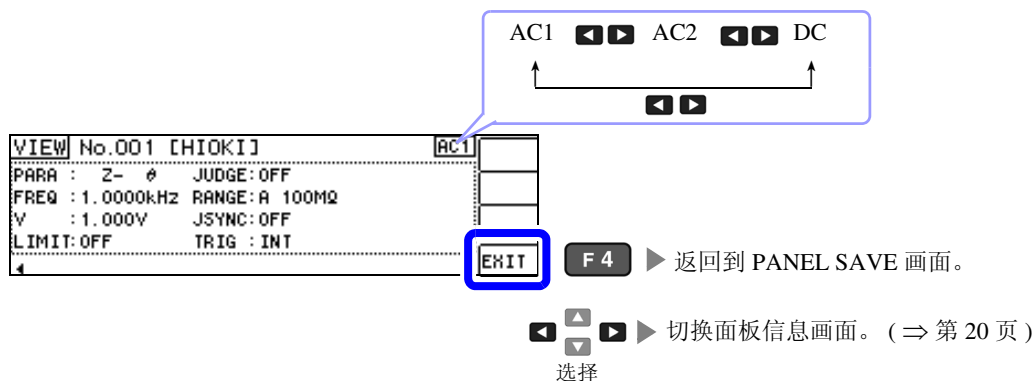 AC1 ◀ ▶ AC2 ◀ ▶ DC
◀ ▶
VIEW No.001 [HIOKI] AC1
PARA : Z- θ JUDGE:OFF
FREQ :1.0000kHz RANGE:A 100MΩ
V :1.000V JSYNC:OFF
LIMIT:OFF TRIG :INT
EXIT F 4 ▶ 返回到 PANEL SAVE 画面。
◀ ▲ ▼ ▶ ▶ 切换面板信息画面。 ( ⇒ 第 20 页 )
选择